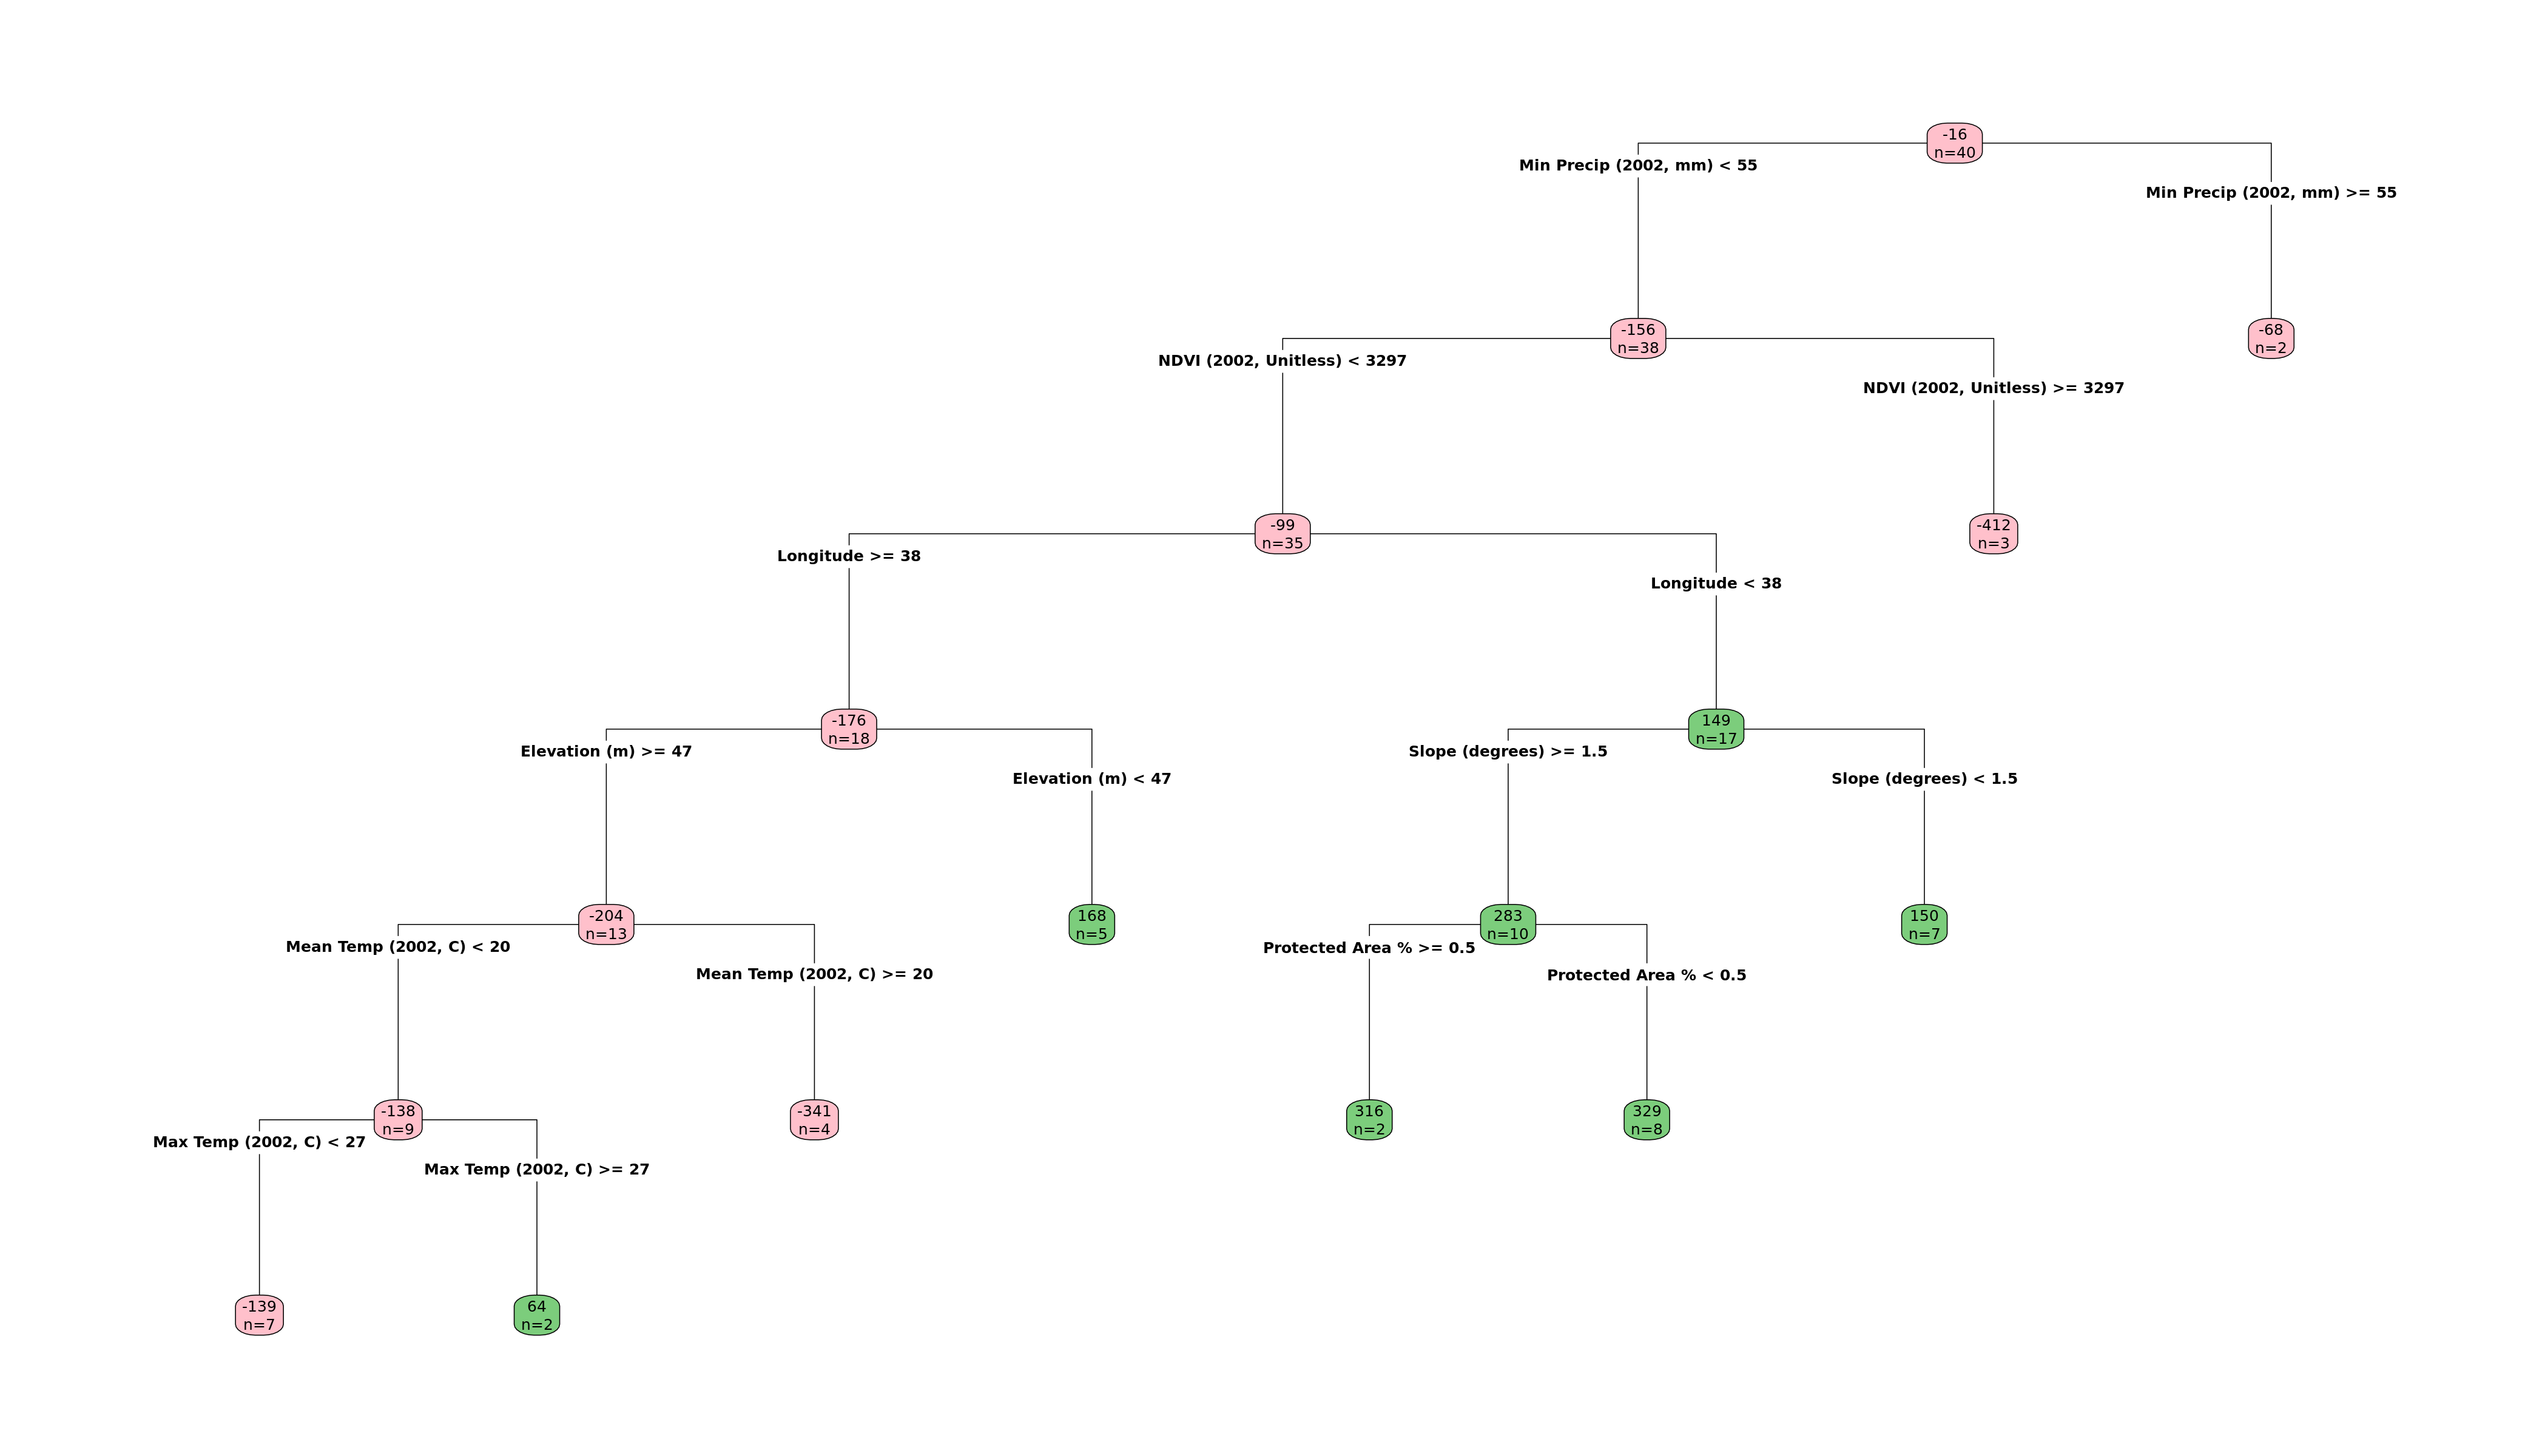 -16
n=40
Min Precip (2002, mm) < 55
Min Precip (2002, mm) >= 55
-156
n=38
-68
n=2
NDVI (2002, Unitless) < 3297
NDVI (2002, Unitless) >= 3297
-99
n=35
-412
n=3
Longitude >= 38
Longitude < 38
-176
n=18
149
n=17
Elevation (m) >= 47
Elevation (m) < 47
Slope (degrees) >= 1.5
Slope (degrees) < 1.5
-204
n=13
168
n=5
283
n=10
150
n=7
Mean Temp (2002, C) < 20
Mean Temp (2002, C) >= 20
Protected Area % >= 0.5
Protected Area % < 0.5
-138
n=9
-341
n=4
316
n=2
329
n=8
Max Temp (2002, C) < 27
Max Temp (2002, C) >= 27
-139
n=7
64
n=2